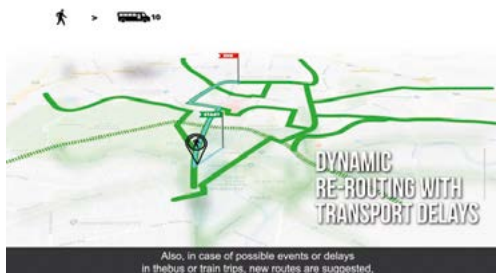 10
START
DYNAMIC
RE-ROUTING WITH
TRANSPORT DELAYS
Also, in case of possible events or delays
in thebus or train trips, new routes are suggested,